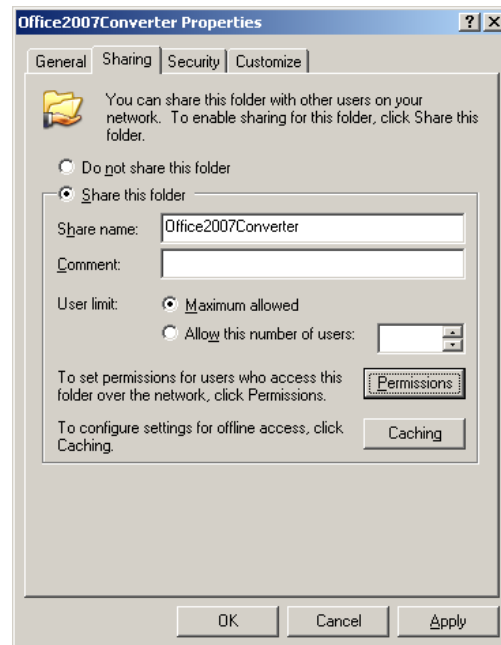 Office2007Converter Properties
General Sharing Security Customize
You can share this folder with other users on your
network. To enable sharing for this folder, click Share this
folder.
Do not share this folder
Share this folder
Share name: Office2007Converter
Comment:
User limit: Maximum allowed
Allow this number of users:
To set permissions for users who access this
folder over the network, click Permissions.
Permissions
To configure settings for offline access, click
Caching.
Caching
OK Cancel Apply